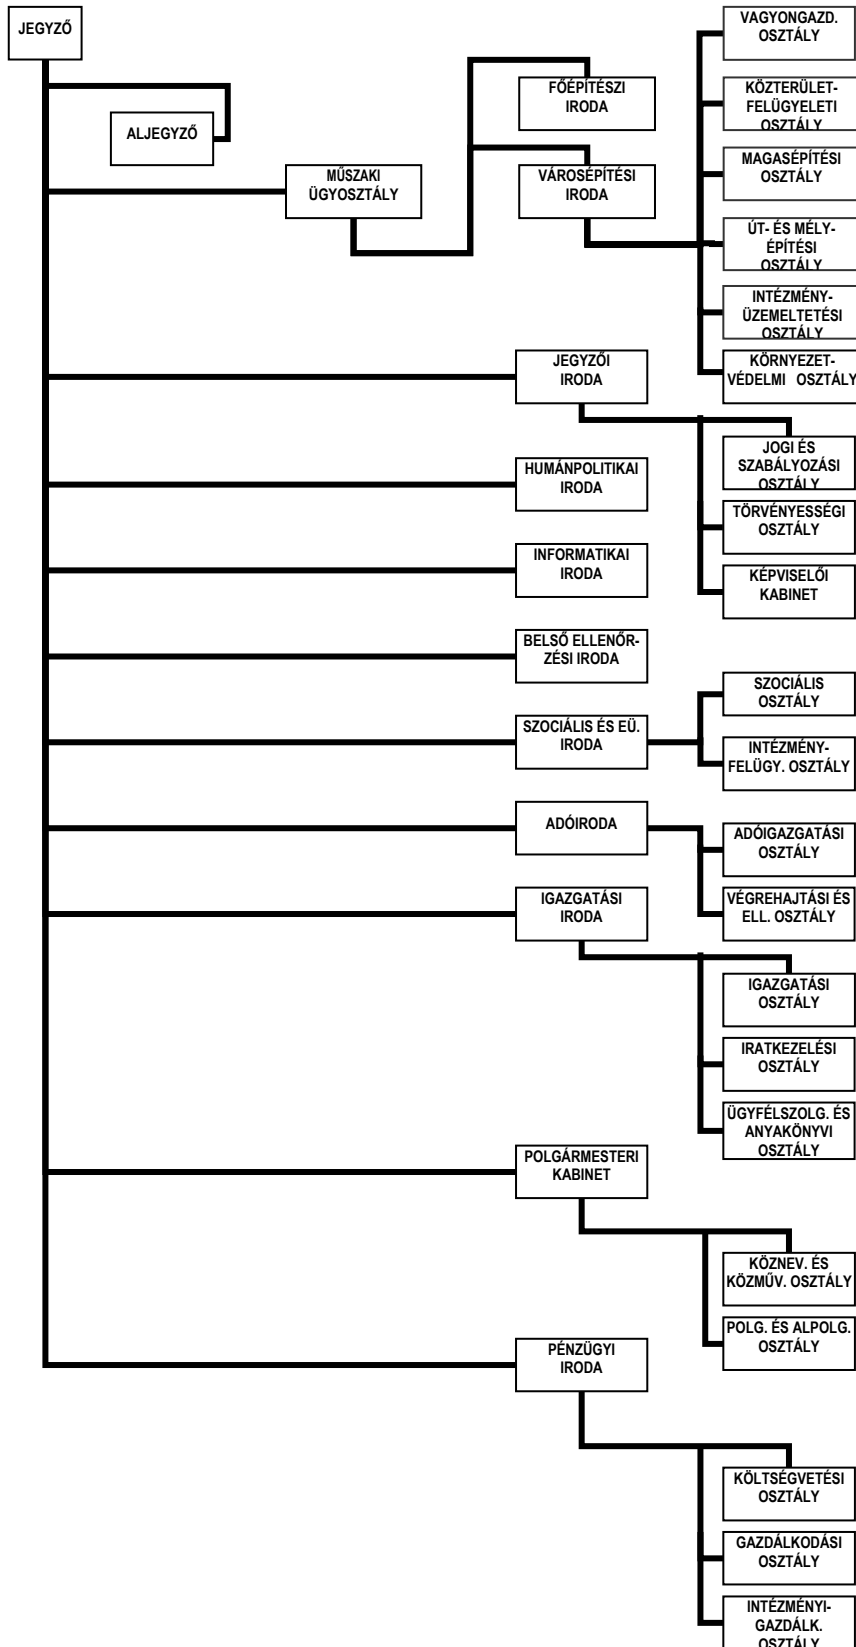 JEGYZŐ
ALJEGYZŐ
MŰSZAKI
ÜGYOSZTÁLY
FŐÉPÍTÉSZI
IRODA
VÁROSÉPÍTÉSI
IRODA
VAGYONGAZD.
OSZTÁLY
KÖZTERÜLET-
FELÜGYELETI
OSZTÁLY
MAGASÉPÍTÉSI
OSZTÁLY
ÚT- ÉS MÉLY-
ÉPÍTÉSI
OSZTÁLY
INTÉZMÉNY-
ÜZEMELTETÉSI
OSZTÁLY
KÖRNYEZET-
VÉDELMI OSZTÁLY
JEGYZŐI
IRODA
JOGI ÉS
SZABÁLYOZÁSI
OSZTÁLY
TÖRVÉNYESSÉGI
OSZTÁLY
KÉPVISELŐI
KABINET
HUMÁNPOLITIKAI
IRODA
INFORMATIKAI
IRODA
BELSŐ ELLENŐR-
ZÉSI IRODA
SZOCIÁLIS ÉS EÜ.
IRODA
SZOCIÁLIS
OSZTÁLY
INTÉZMÉNY-
FELÜGY. OSZTÁLY
ADÓIRODA
ADÓIGAZGATÁSI
OSZTÁLY
VÉGREHAJTÁSI ÉS
ELL. OSZTÁLY
IGAZGATÁSI
IRODA
IGAZGATÁSI
OSZTÁLY
IRATKEZELÉSI
OSZTÁLY
ÜGYFÉLSZOLG. ÉS
ANYAKÖNYVI
OSZTÁLY
POLGÁRMESTERI
KABINET
KÖZNEV. ÉS
KÖZMŰV. OSZTÁLY
POLG. ÉS ALPOLG.
OSZTÁLY
PÉNZÜGYI
IRODA
KÖLTSÉGVETÉSI
OSZTÁLY
GAZDÁLKODÁSI
OSZTÁLY
INTÉZMÉNYI-
GAZDÁLK.
OSZTÁLY